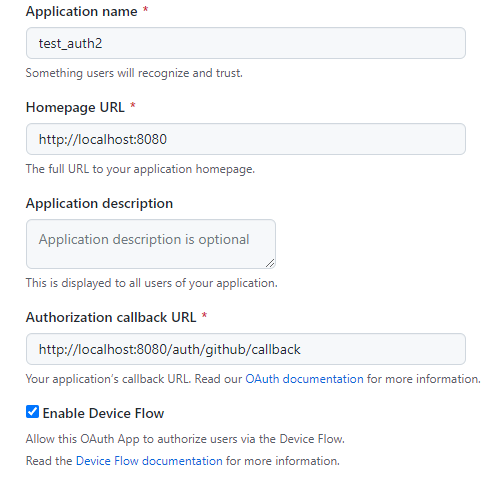 Application name *
test_auth2
Something users will recognize and trust.
Homepage URL *
http://localhost:8080
The full URL to your application homepage.
Application description
Application description is optional
This is displayed to all users of your application.
Authorization callback URL *
http://localhost:8080/auth/github/callback
Your application's callback URL. Read our OAuth documentation for more information.
Enable Device Flow
Allow this OAuth App to authorize users via the Device Flow.
Read the Device Flow documentation for more information.